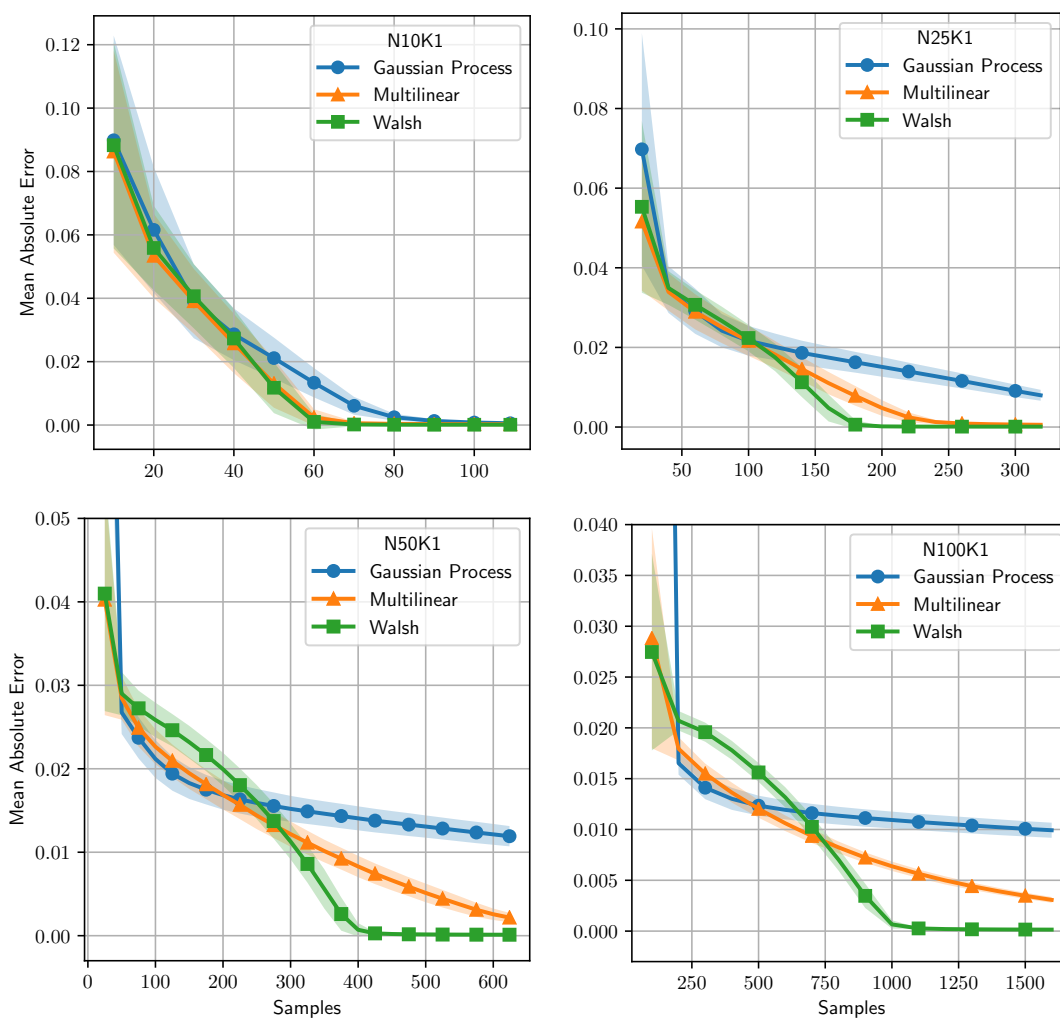 N10K1
Gaussian Process
Multilinear
Walsh
0.12
0.10
0.08
0.06
0.04
0.02
0.00
20
40
60
80
100
Mean Absolute Error
N25K1
Gaussian Process
Multilinear
Walsh
0.10
0.08
0.06
0.04
0.02
0.00
50
100
150
200
250
300
N50K1
Gaussian Process
Multilinear
Walsh
0.05
0.04
0.03
0.02
0.01
0.00
0
100
200
300
400
500
600
Mean Absolute Error
Samples
N100K1
Gaussian Process
Multilinear
Walsh
0.040
0.035
0.030
0.025
0.020
0.015
0.010
0.005
0.000
250
500
750
1000
1250
1500
Samples